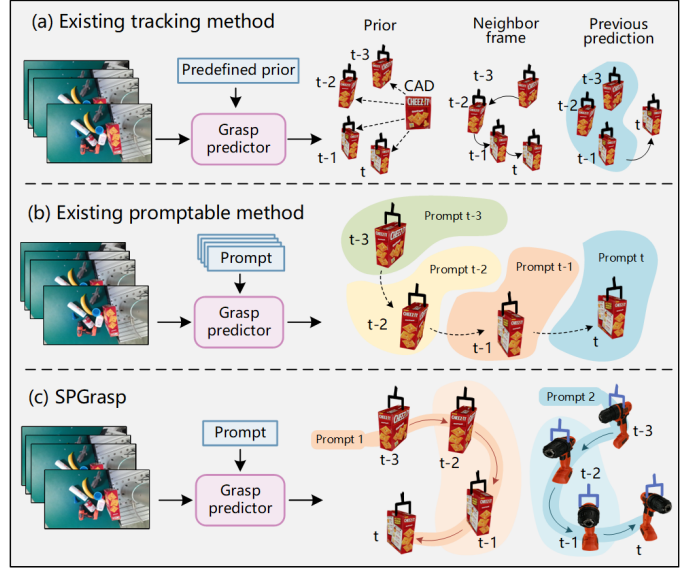 (a) Existing tracking method
Prior
Neighbor
frame
Previous
prediction
Predefined prior
Grasp
predictor
t-3
t-2
CAD
CHEEZ-IT
t-1
t
t-3
t-2
t-1
t
t-3
t-2
t
t-1
(b) Existing promptable method
Prompt
Grasp
predictor
Prompt t-3
t-3
Prompt t-2
t-2
Prompt t-1
t-1
Prompt t
t
(c) SPGrasp
Prompt
Grasp
predictor
Prompt 1
t-3
t-2
t-1
t
Prompt 2
t-3
t-2
t-1
t